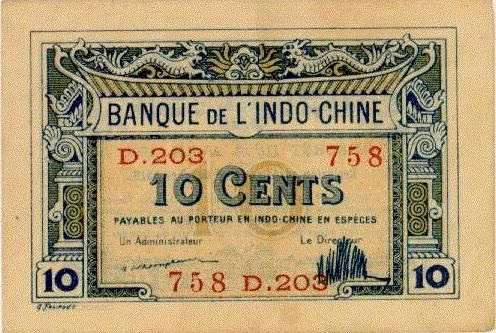 BANQUE DE L'INDO-CHINE
D.203 758
10 CENTS
PAYABLES AU PORTEUR EN INDO-CHINE EN ESPÈCES
Un Administrateur Le Directeur
758 D.203
10 10